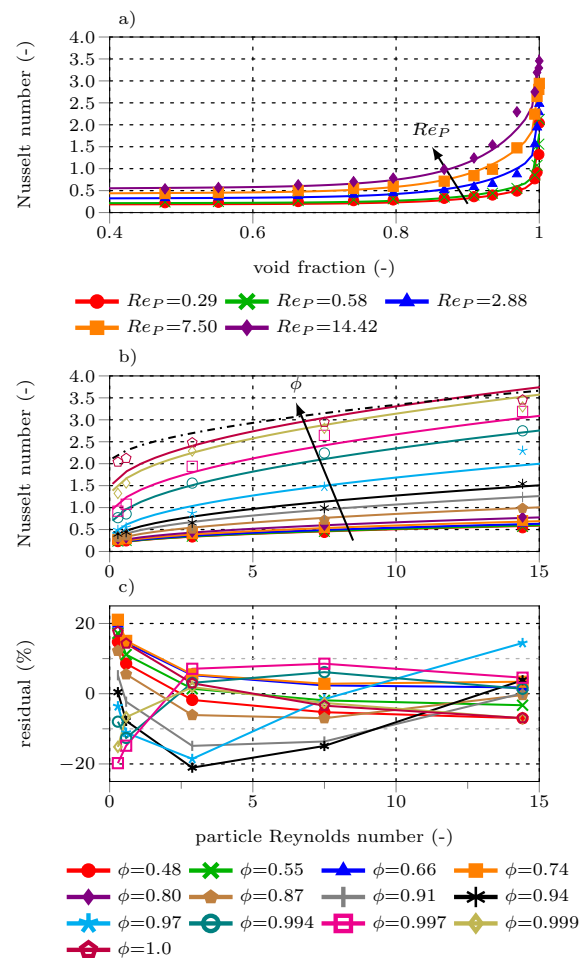 a)
Nusselt number (-)
4.0
3.5
3.0
2.5
2.0
1.5
1.0
0.5
0
Re_P
0.4 0.6 0.8 1
void fraction (-)
Re_P=0.29 Re_P=0.58 Re_P=2.88
Re_P=7.50 Re_P=14.42
b)
Nusselt number (-)
4.0
3.5
3.0
2.5
2.0
1.5
1.0
0.5
0
ϕ
0 5 10 15
c)
residual (%)
20
0
−20
0 5 10 15
particle Reynolds number (-)
ϕ=0.48 ϕ=0.55 ϕ=0.66 ϕ=0.74
ϕ=0.80 ϕ=0.87 ϕ=0.91 ϕ=0.94
ϕ=0.97 ϕ=0.994 ϕ=0.997 ϕ=0.999
ϕ=1.0